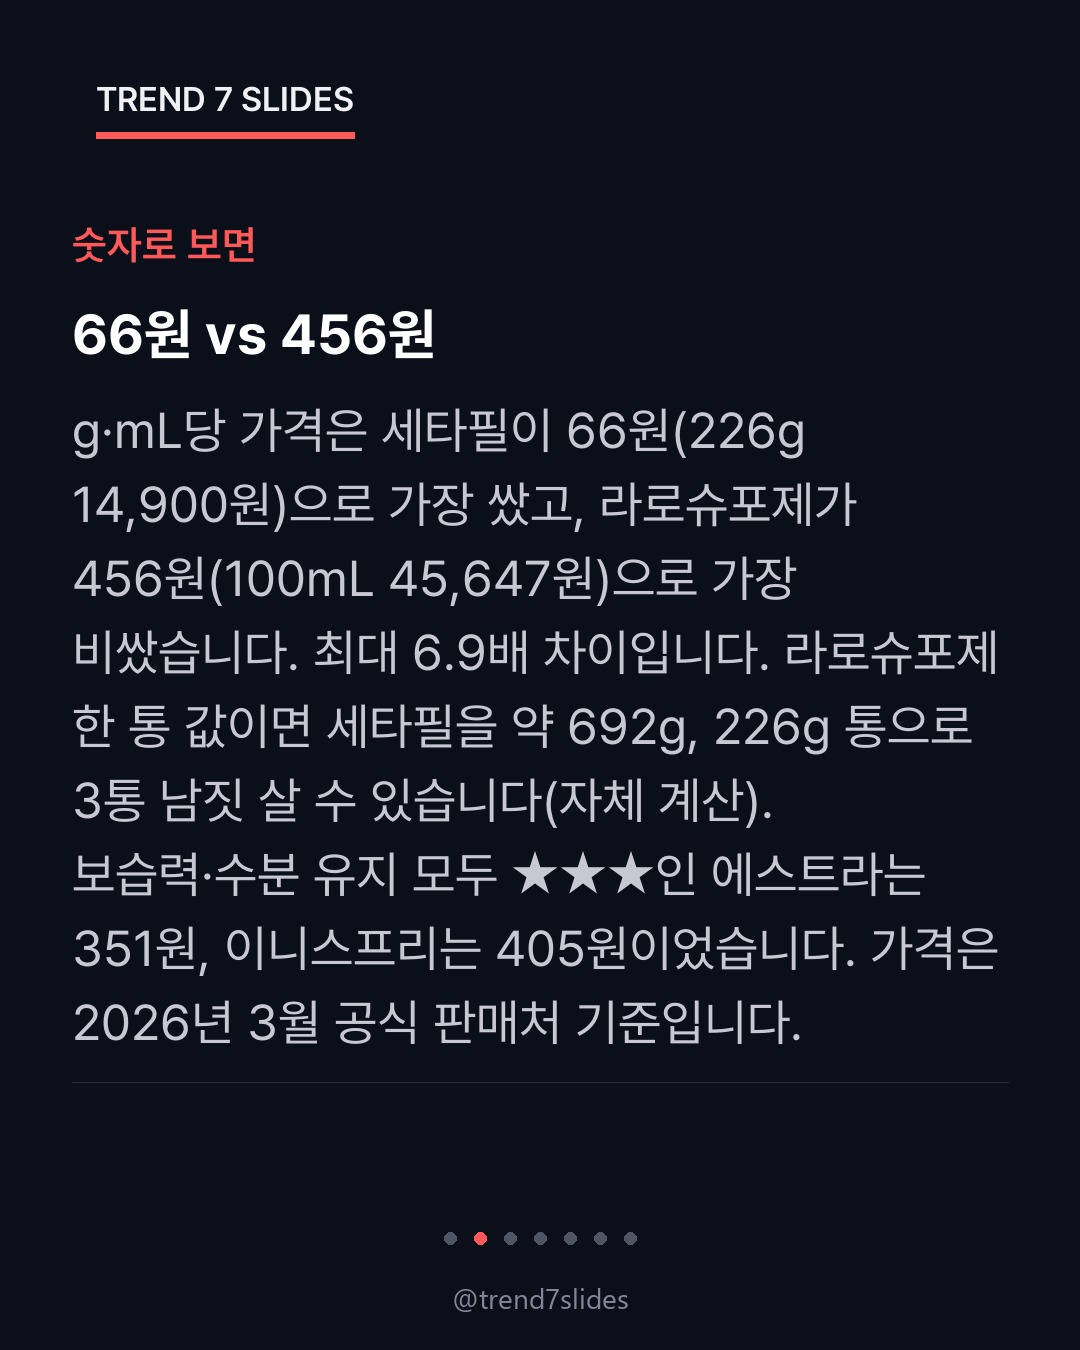 TREND 7 SLIDES
숫자로 보면
66원 vs 456원
g·mL당 가격은 세타필이 66원(226g
14,900원)으로 가장 쌌고, 라로슈포제가
456원(100mL 45,647원)으로 가장
비쌌습니다. 최대 6.9배 차이입니다. 라로슈포제
한 통 값이면 세타필을 약 692g, 226g 통으로
3통 남짓 살 수 있습니다(자체 계산).
보습력·수분 유지 모두 ★★★인 에스트라는
351원, 이니스프리는 405원이었습니다. 가격은
2026년 3월 공식 판매처 기준입니다.
@trend7slides